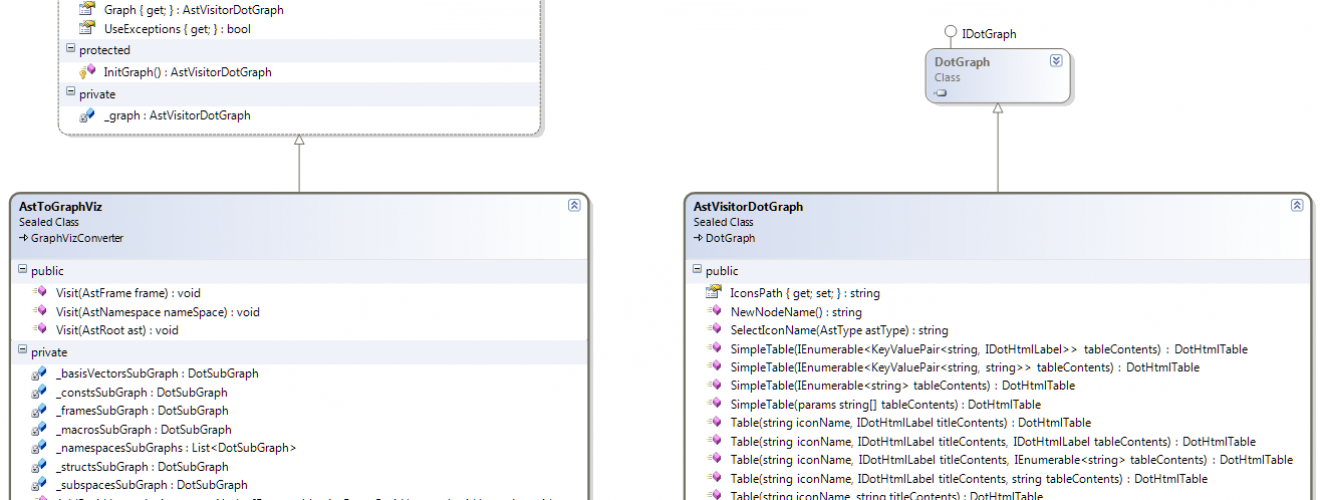 Graph { get; } : AstVisitorDotGraph
UseExceptions { get; } : bool
protected
InitGraph() : AstVisitorDotGraph
private
_graph : AstVisitorDotGraph
AstToGraphViz
Sealed Class
GraphVizConverter
public
Visit(AstFrame frame) : void
Visit(AstNamespace nameSpace) : void
Visit(AstRoot ast) : void
private
_basisVectorsSubGraph : DotSubGraph
_constsSubGraph : DotSubGraph
_framesSubGraph : DotSubGraph
_macrosSubGraph : DotSubGraph
_namespacesSubGraphs : List<DotSubGraph>
_structsSubGraph : DotSubGraph
_subspacesSubGraph : DotSubGraph
IDotGraph
DotGraph
Class
AstVisitorDotGraph
Sealed Class
DotGraph
public
IconsPath { get; set; } : string
NewNodeName() : string
SelectIconName(AstType astType) : string
SimpleTable(IEnumerable<KeyValuePair<string, IDotHtmlLabel>> tableContents) : DotHtmlTable
SimpleTable(IEnumerable<KeyValuePair<string, string>> tableContents) : DotHtmlTable
SimpleTable(IEnumerable<string> tableContents) : DotHtmlTable
SimpleTable(params string[] tableContents) : DotHtmlTable
Table(string iconName, IDotHtmlLabel titleContents) : DotHtmlTable
Table(string iconName, IDotHtmlLabel titleContents, IDotHtmlLabel tableContents) : DotHtmlTable
Table(string iconName, IDotHtmlLabel titleContents, IEnumerable<string> tableContents) : DotHtmlTable
Table(string iconName, IDotHtmlLabel titleContents, string tableContents) : DotHtmlTable
Table(string iconName, string titleContents) : DotHtmlTable